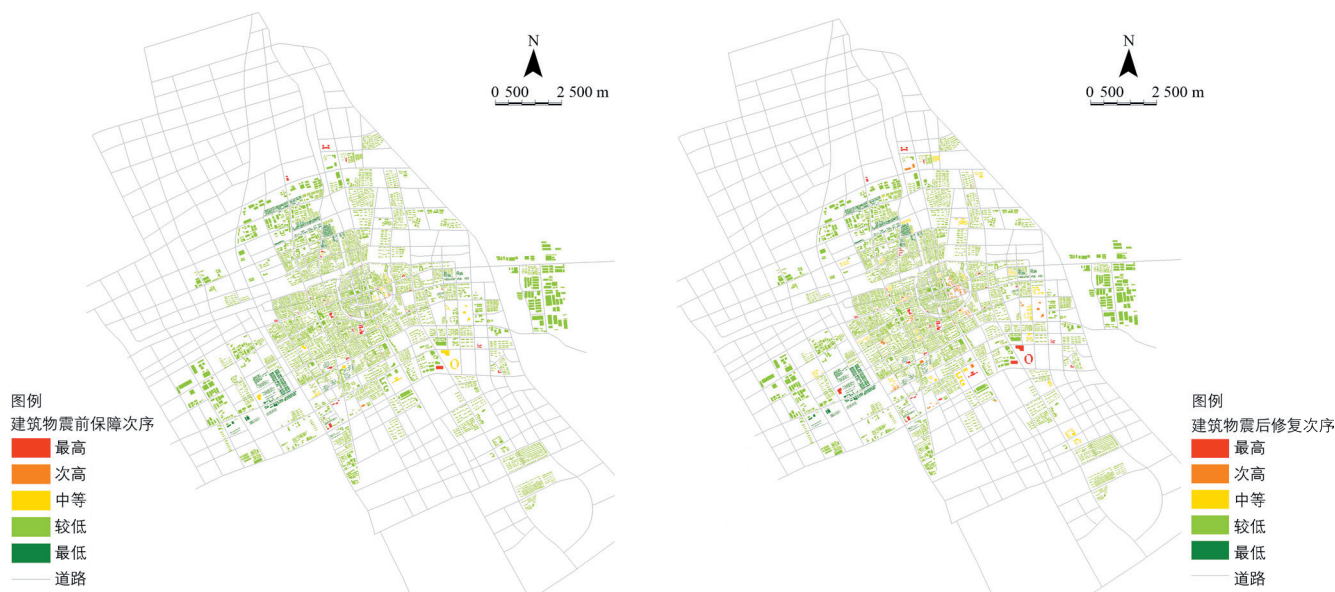 N
0 500 2 500 m
图例
建筑物震前保障次序
最高
次高
中等
较低
最低
道路
N
0 500 2 500 m
图例
建筑物震后修复次序
最高
次高
中等
较低
最低
道路